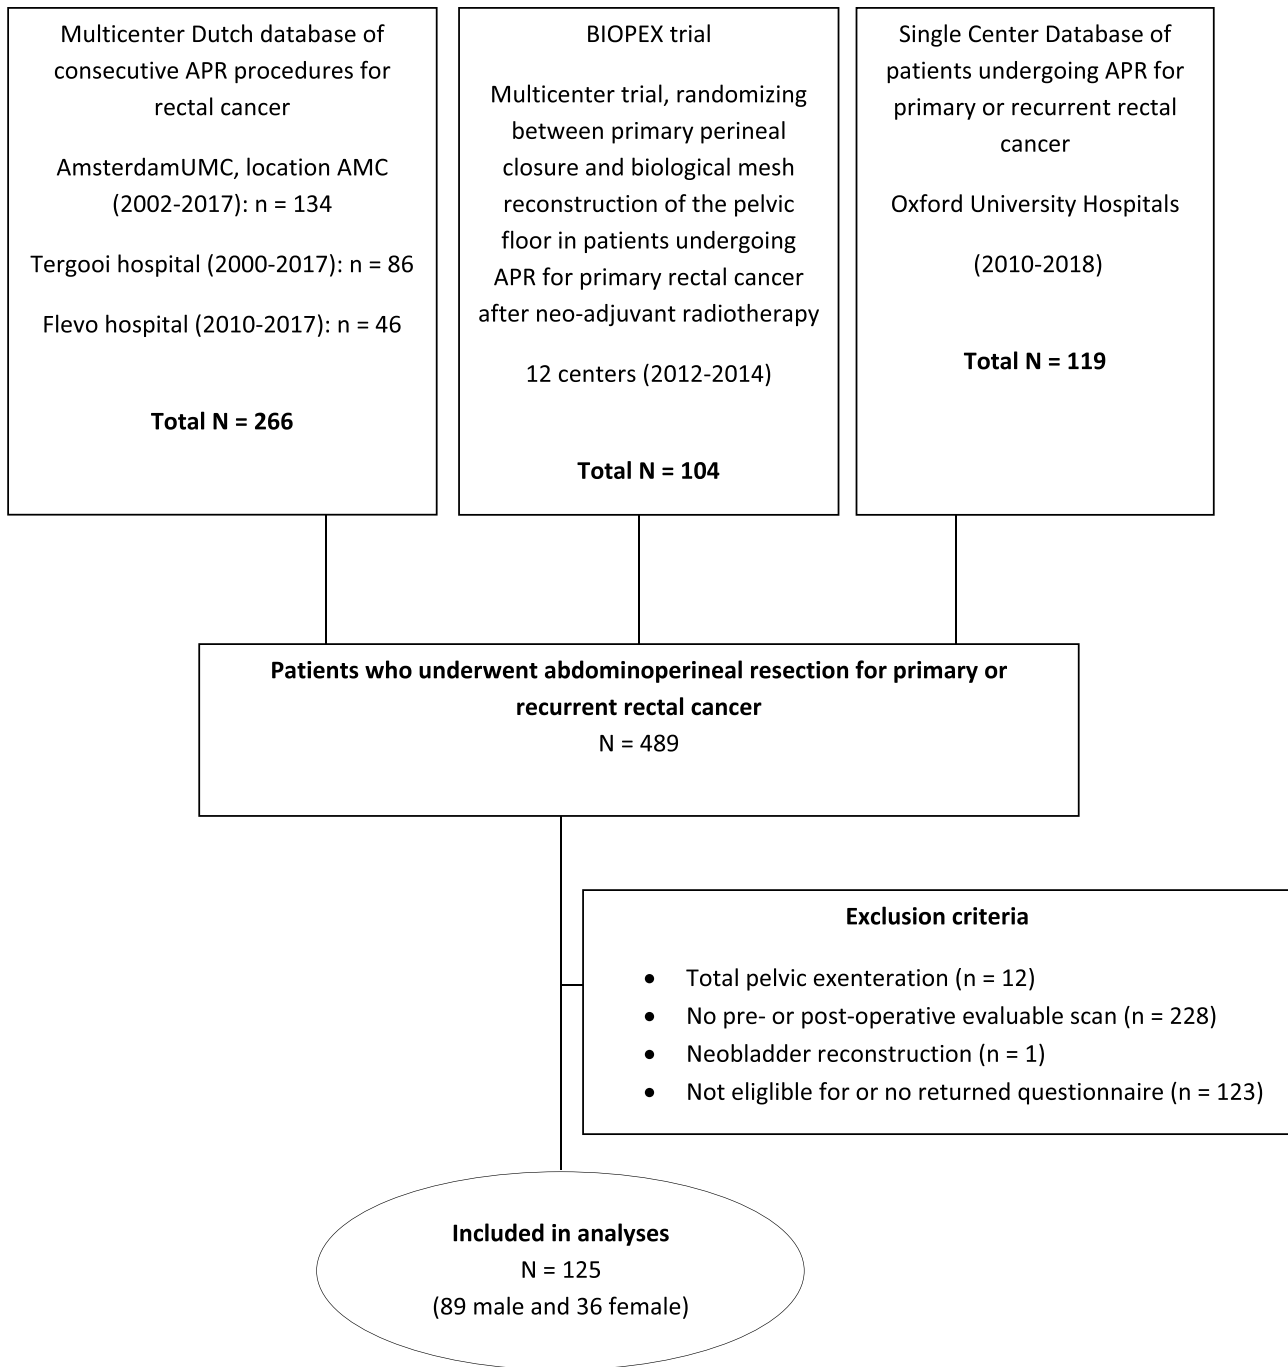 Multicenter Dutch database of
consecutive APR procedures for
rectal cancer
AmsterdamUMC, location AMC
(2002-2017): n = 134
Tergooi hospital (2000-2017): n = 86
Flevo hospital (2010-2017): n = 46
Total N = 266
BIOPEX trial
Multicenter trial, randomizing
between primary perineal
closure and biological mesh
reconstruction of the pelvic
floor in patients undergoing
APR for primary rectal cancer
after neo-adjuvant radiotherapy
12 centers (2012-2014)
Total N = 104
Single Center Database of
patients undergoing APR for
primary or recurrent rectal
cancer
Oxford University Hospitals
(2010-2018)
Total N = 119
Patients who underwent abdominoperineal resection for primary or
recurrent rectal cancer
N = 489
Exclusion criteria
• Total pelvic exenteration (n = 12)
• No pre- or post-operative evaluable scan (n = 228)
• Neobladder reconstruction (n = 1)
• Not eliglible for or no returned questionnaire (n = 123)
Included in analyses
N = 125
(89 male and 36 female)